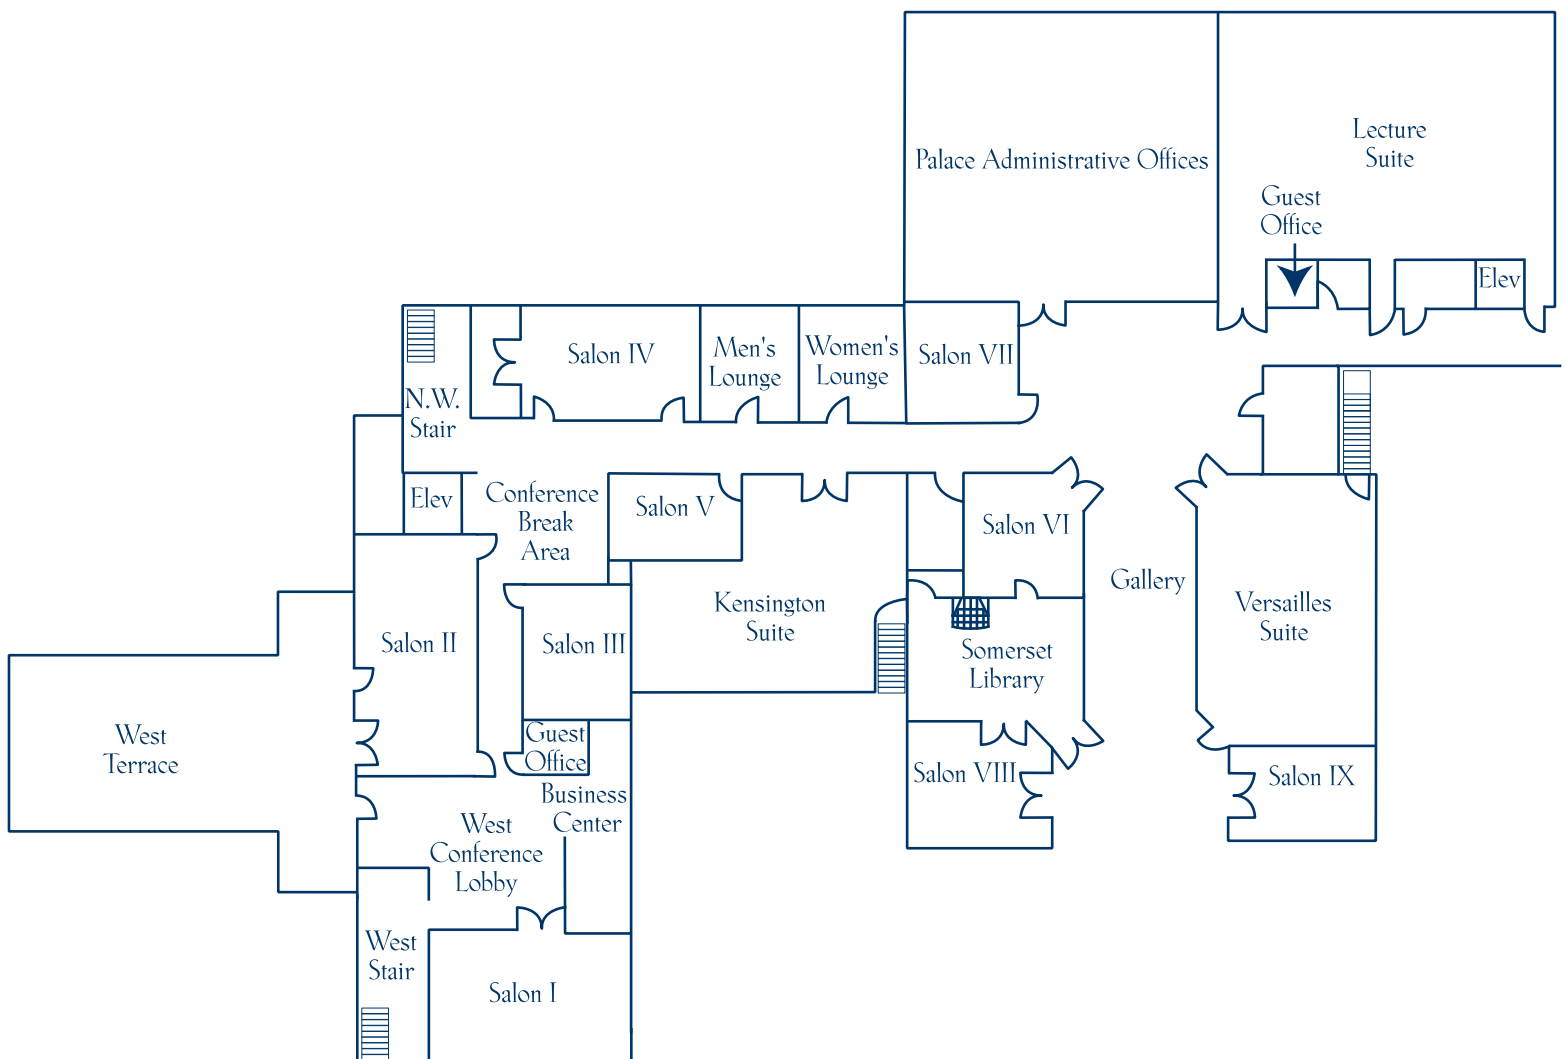 Lecture
Suite
Palace Administrative Offices
Guest
Office
Elev
Salon IV
Men's
Lounge
Women's
Lounge
Salon VII
N.W.
Stair
Elev
Conference
Break
Area
Salon V
Salon VI
Gallery
Kensington
Suite
Versailles
Suite
Salon II
Salon III
Somerset
Library
West
Terrace
Guest
Office
Salon VIII
Salon IX
Business
Center
West
Conference
Lobby
West
Stair
Salon I